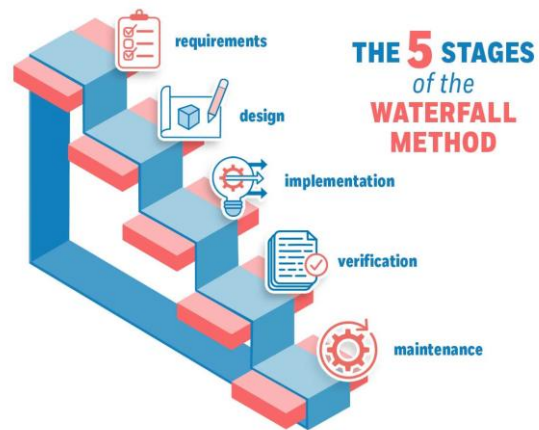 THE 5 STAGES
of the
WATERFALL
METHOD
requirements
design
implementation
verification
maintenance